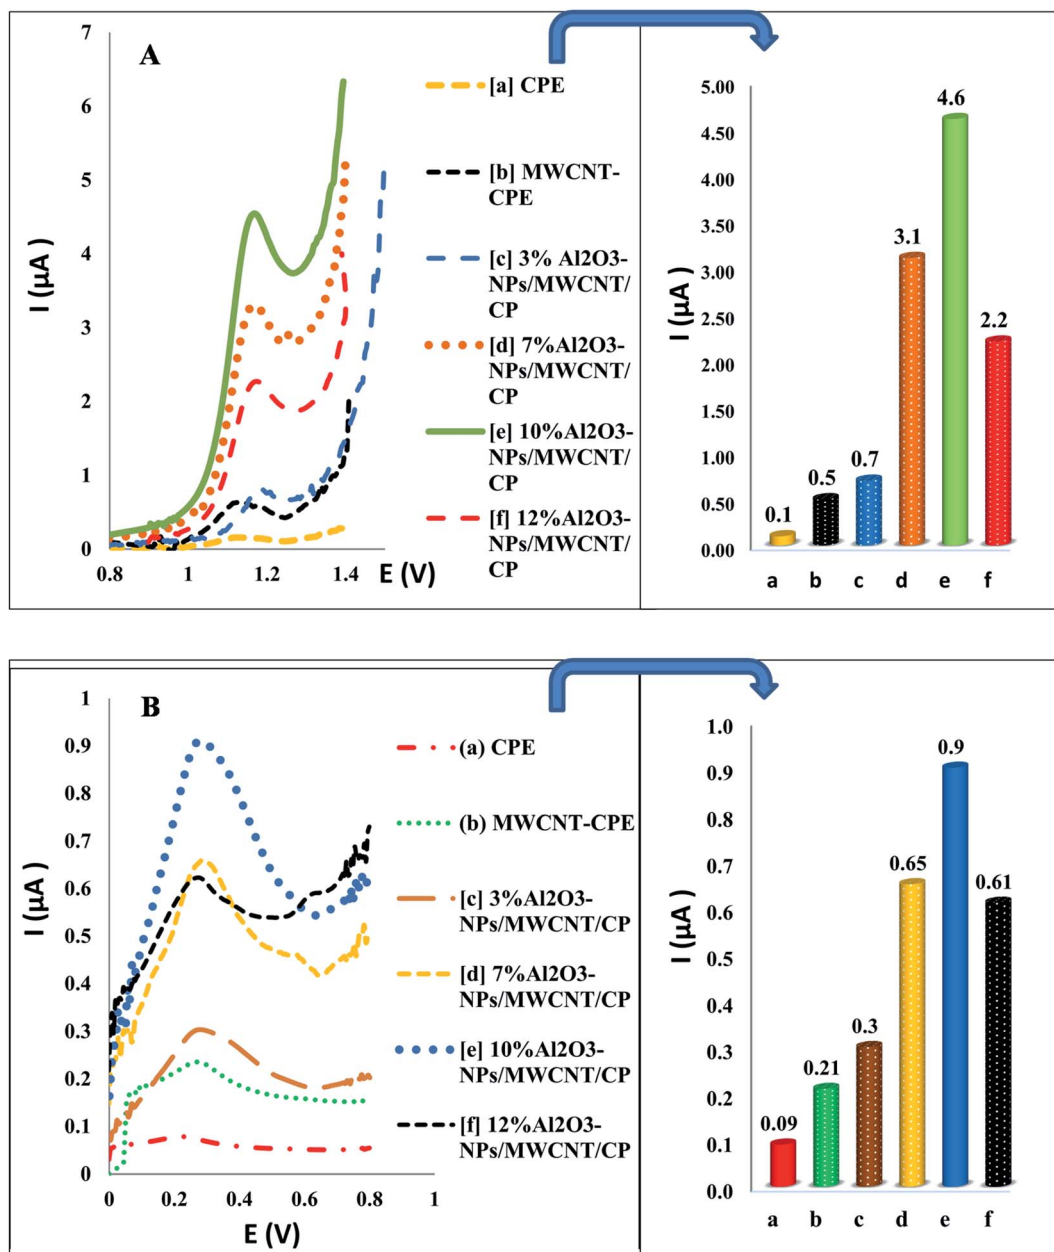 A
7
6
5
4
3
2
1
0
I (µA )
0.8
1
1.2
1.4
E (V)
[a] CPE
[b] MWCNT-
CPE
[c] 3% Al2O3-
NPs/MWCNT/
CP
[d] 7%Al2O3-
NPs/MWCNT/
CP
[e] 10%Al2O3-
NPs/MWCNT/
CP
[f] 12%Al2O3-
NPs/MWCNT/
CP
I (µA )
5.00
4.50
4.00
3.50
3.00
2.50
2.00
1.50
1.00
0.50
0.00
0.1
0.5
0.7
3.1
4.6
2.2
a
b
c
d
e
f
B
1
0.9
0.8
0.7
0.6
0.5
0.4
0.3
0.2
0.1
0
I (µA )
0
0.2
0.4
0.6
0.8
1
E (V)
(a) CPE
(b) MWCNT-CPE
[c] 3%Al2O3-
NPs/MWCNT/CP
[d] 7%Al2O3-
NPs/MWCNT/CP
[e] 10%Al2O3-
NPs/MWCNT/CP
[f] 12%Al2O3-
NPs/MWCNT/CP
I (µA )
1.0
0.9
0.8
0.7
0.6
0.5
0.4
0.3
0.2
0.1
0.0
0.09
0.21
0.3
0.65
0.9
0.61
a
b
c
d
e
f